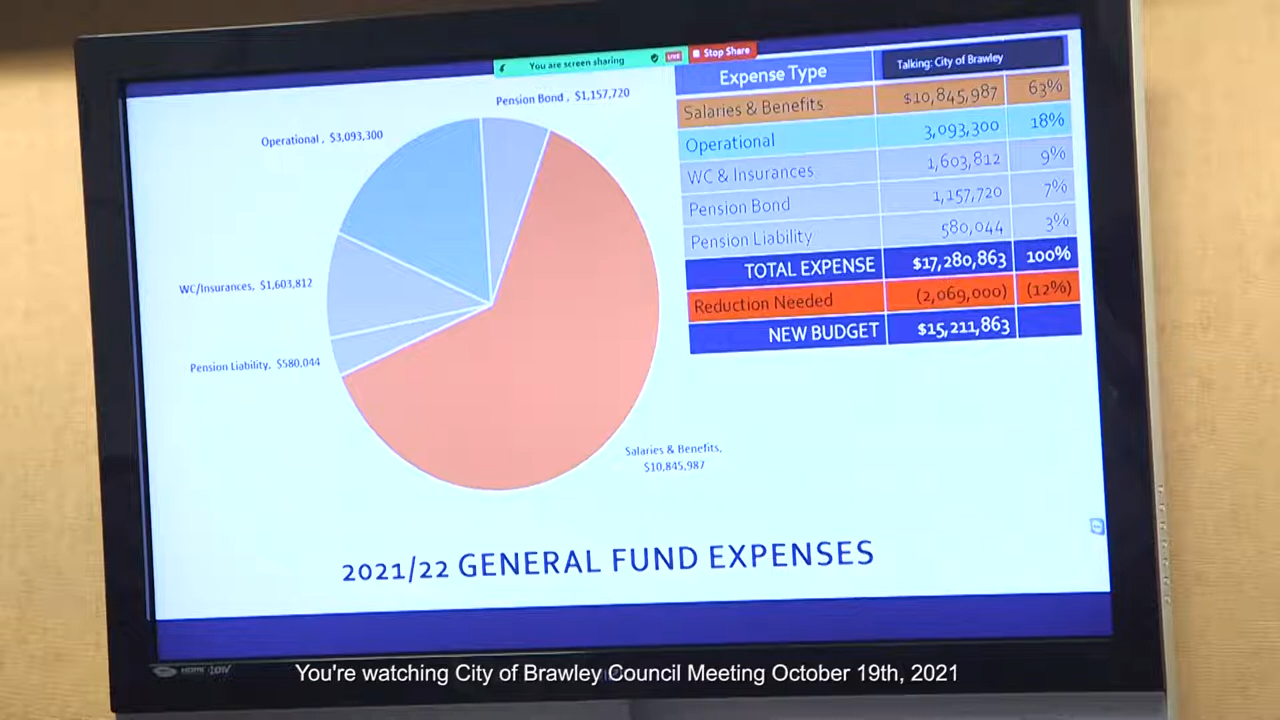 You are screen sharing
LIVE
Stop Share
Talking: City of Brawley
Pension Bond , $1,157,720
Operational , $3,093,300
WC/Insurances, $1,603,812
Pension Liability, $580,044
Salaries & Benefits,
$10,845,987
Expense Type
Salaries & Benefits $10,845,987 63%
Operational 3,093,300 18%
WC & Insurances 1,603,812 9%
Pension Bond 1,157,720 7%
Pension Liability 580,044 3%
TOTAL EXPENSE $17,280,863 100%
Reduction Needed (2,069,000) (12%)
NEW BUDGET $15,211,863
2021/22 GENERAL FUND EXPENSES
HDMI
You're watching City of Brawley Council Meeting October 19th, 2021